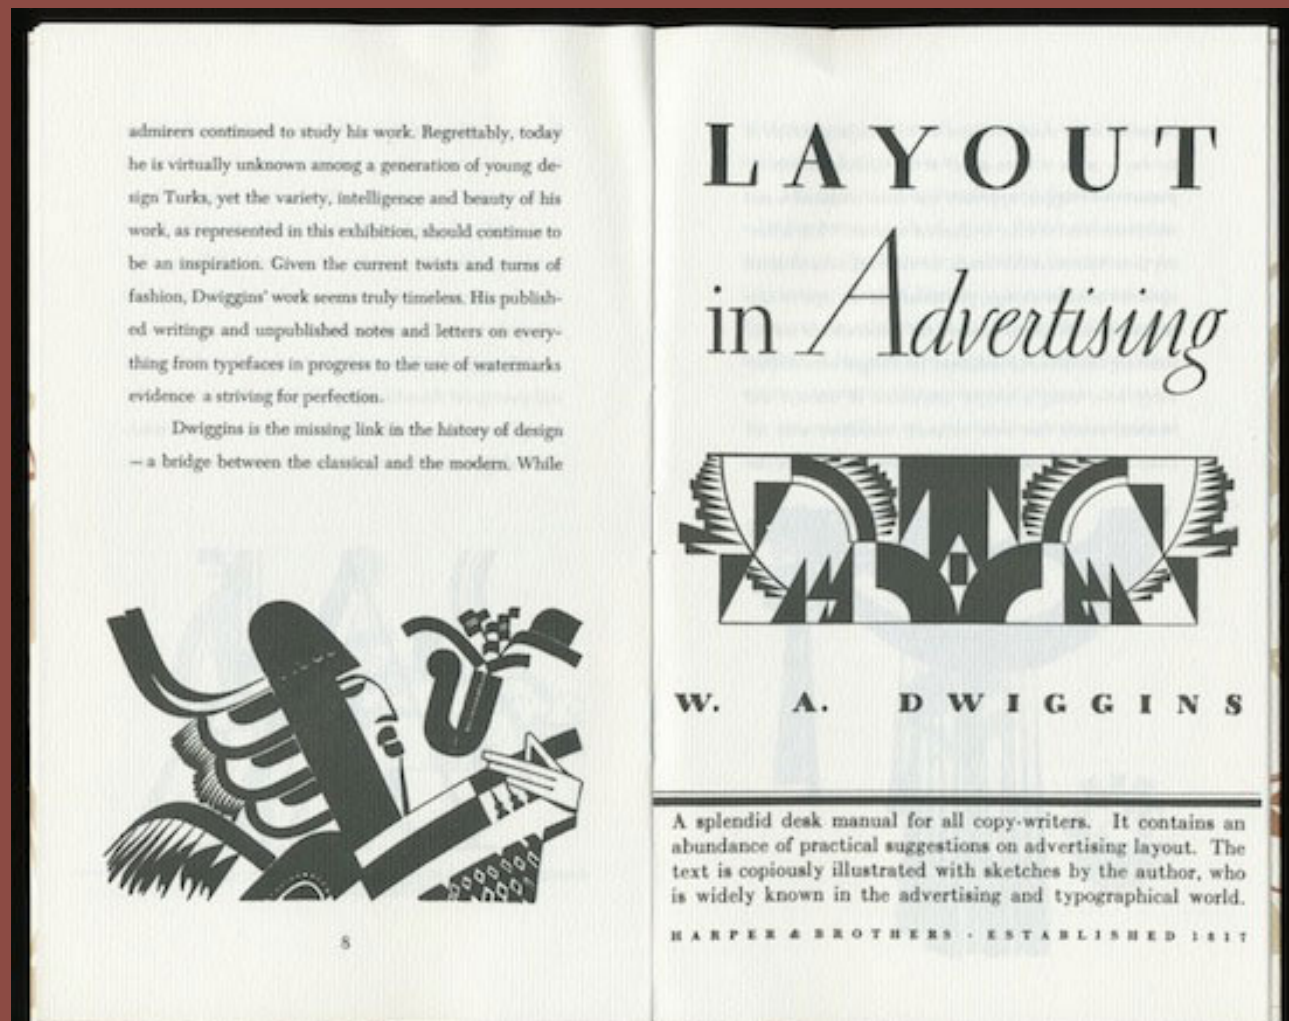 admirers continued to study his work. Regrettably, today
he is virtually unknown among a generation of young de-
sign Turks, yet the variety, intelligence and beauty of his
work, as represented in this exhibition, should continue to
be an inspiration. Given the current twists and turns of
fashion, Dwiggins' work seems truly timeless. His publish-
ed writings and unpublished notes and letters on every-
thing from typefaces in progress to the use of watermarks
evidence a striving for perfection.
Dwiggins is the missing link in the history of design
— a bridge between the classical and the modern. While
8
LAYOUT
in Advertising
W. A. DWIGGINS
A splendid desk manual for all copy-writers. It contains an
abundance of practical suggestions on advertising layout. The
text is copiously illustrated with sketches by the author, who
is widely known in the advertising and typographical world.
HARPER & BROTHERS · ESTABLISHED 1817